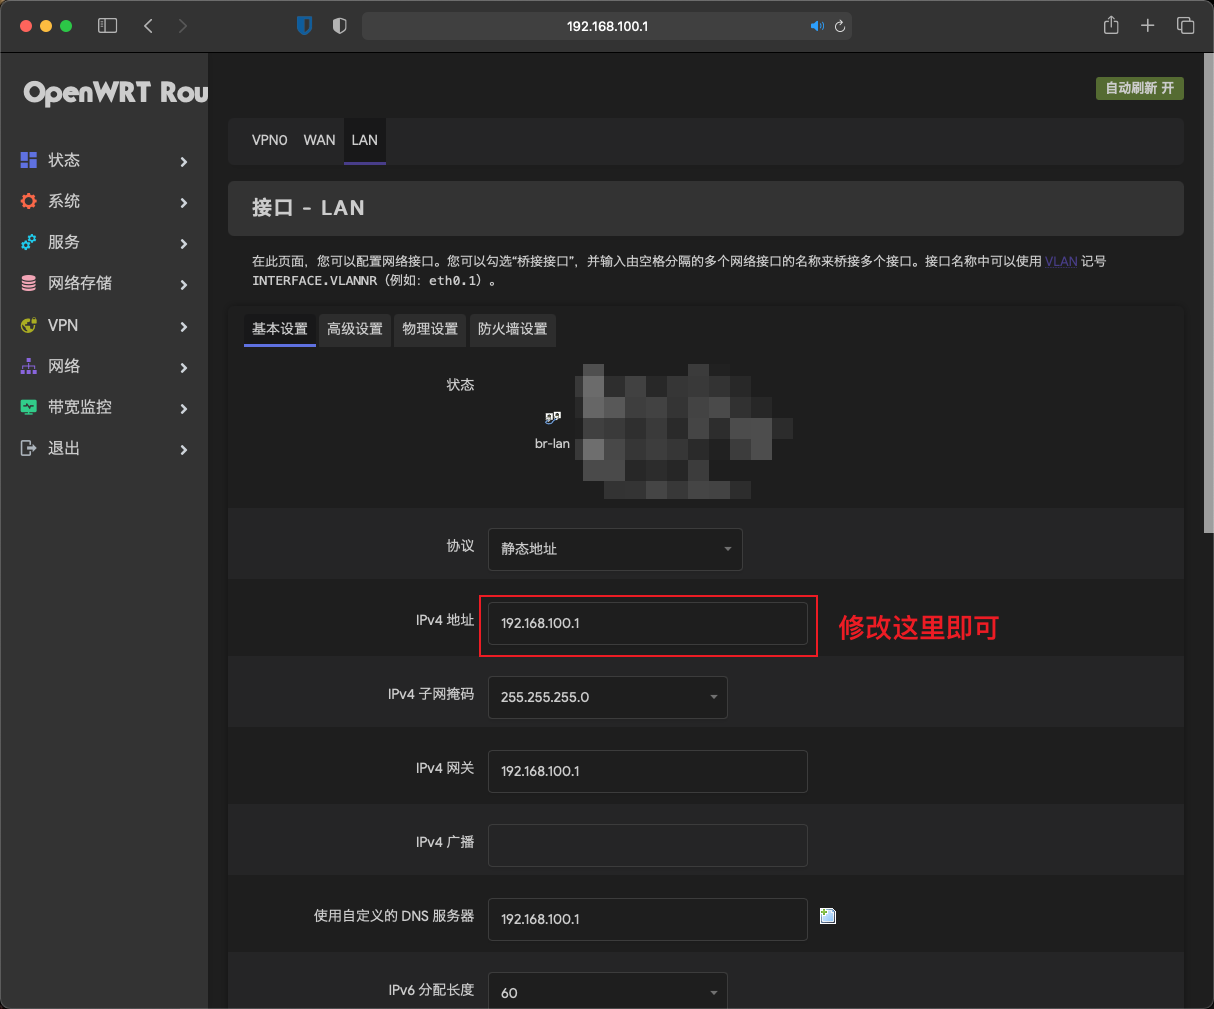 192.168.100.1
OpenWRT Rou
自动刷新 开
状态
系统
服务
网络存储
VPN
网络
带宽监控
退出
VPN0 WAN LAN
接口 - LAN
在此页面，您可以配置网络接口。您可以勾选“桥接接口”，并输入由空格分隔的多个网络接口的名称来桥接多个接口。接口名称中可以使用 VLAN 记号
INTERFACE.VLANNR（例如：eth0.1）。
基本设置 高级设置 物理设置 防火墙设置
状态
br-lan
协议 静态地址
IPv4 地址 192.168.100.1 修改这里即可
IPv4 子网掩码 255.255.255.0
IPv4 网关 192.168.100.1
IPv4 广播
使用自定义的 DNS 服务器 192.168.100.1
IPv6 分配长度 60